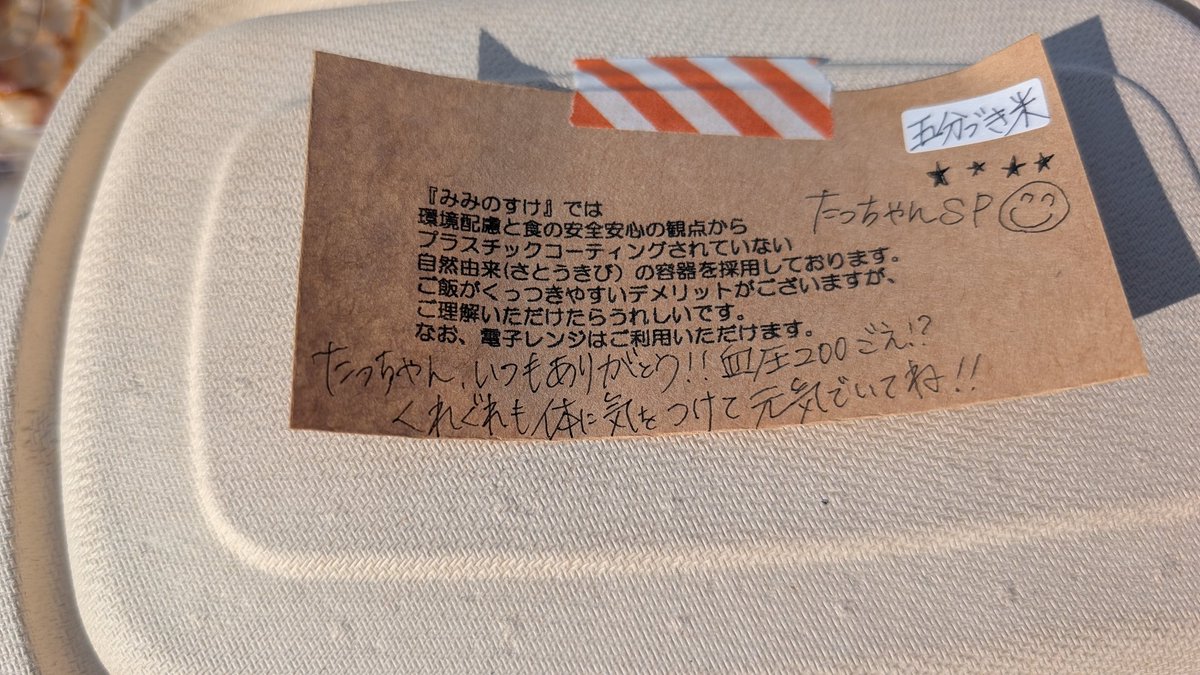 五分づき米
たっちゃんSP
『みみのすけ』では
環境配慮と食の安全安心の観点から
プラスチックコーティングされていない
自然由来(さとうきび）の容器を採用しております。
ご飯がくっつきやすいデメリットがございますが、
ご理解いただけたらうれしいです。
なお、電子レンジはご利用いただけます。
たっちゃん、いつもありがとう!! 血圧200ごえ!?
くれぐれも体に気をつけて元気でいてね!!